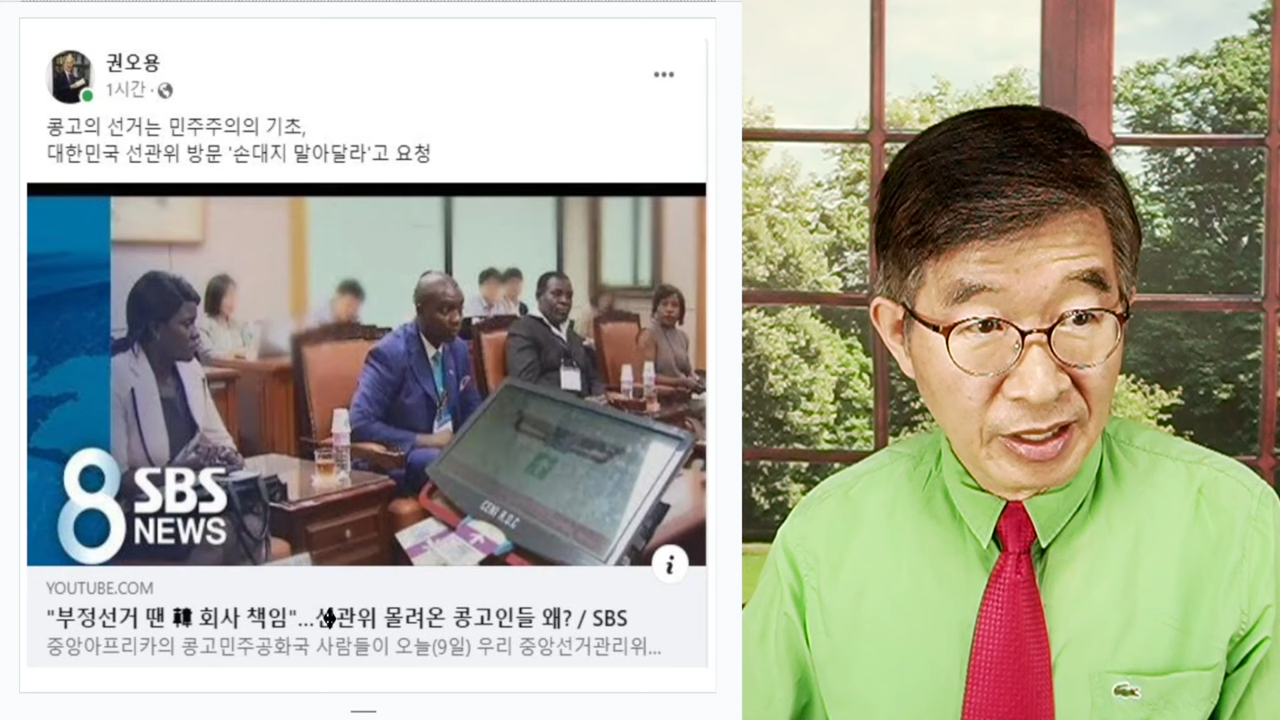 권오용
1시간 ·
콩고의 선거는 민주주의의 기초,
대한민국 선관위 방문 '손대지 말아달라'고 요청
8 SBS
NEWS
CENI R.D.C
YOUTUBE.COM
"부정선거 땐 韓 회사 책임"...선관위 몰려온 콩고인들 왜? / SBS
중앙아프리카의 콩고민주공화국 사람들이 오늘(9일) 우리 중앙선거관리위...